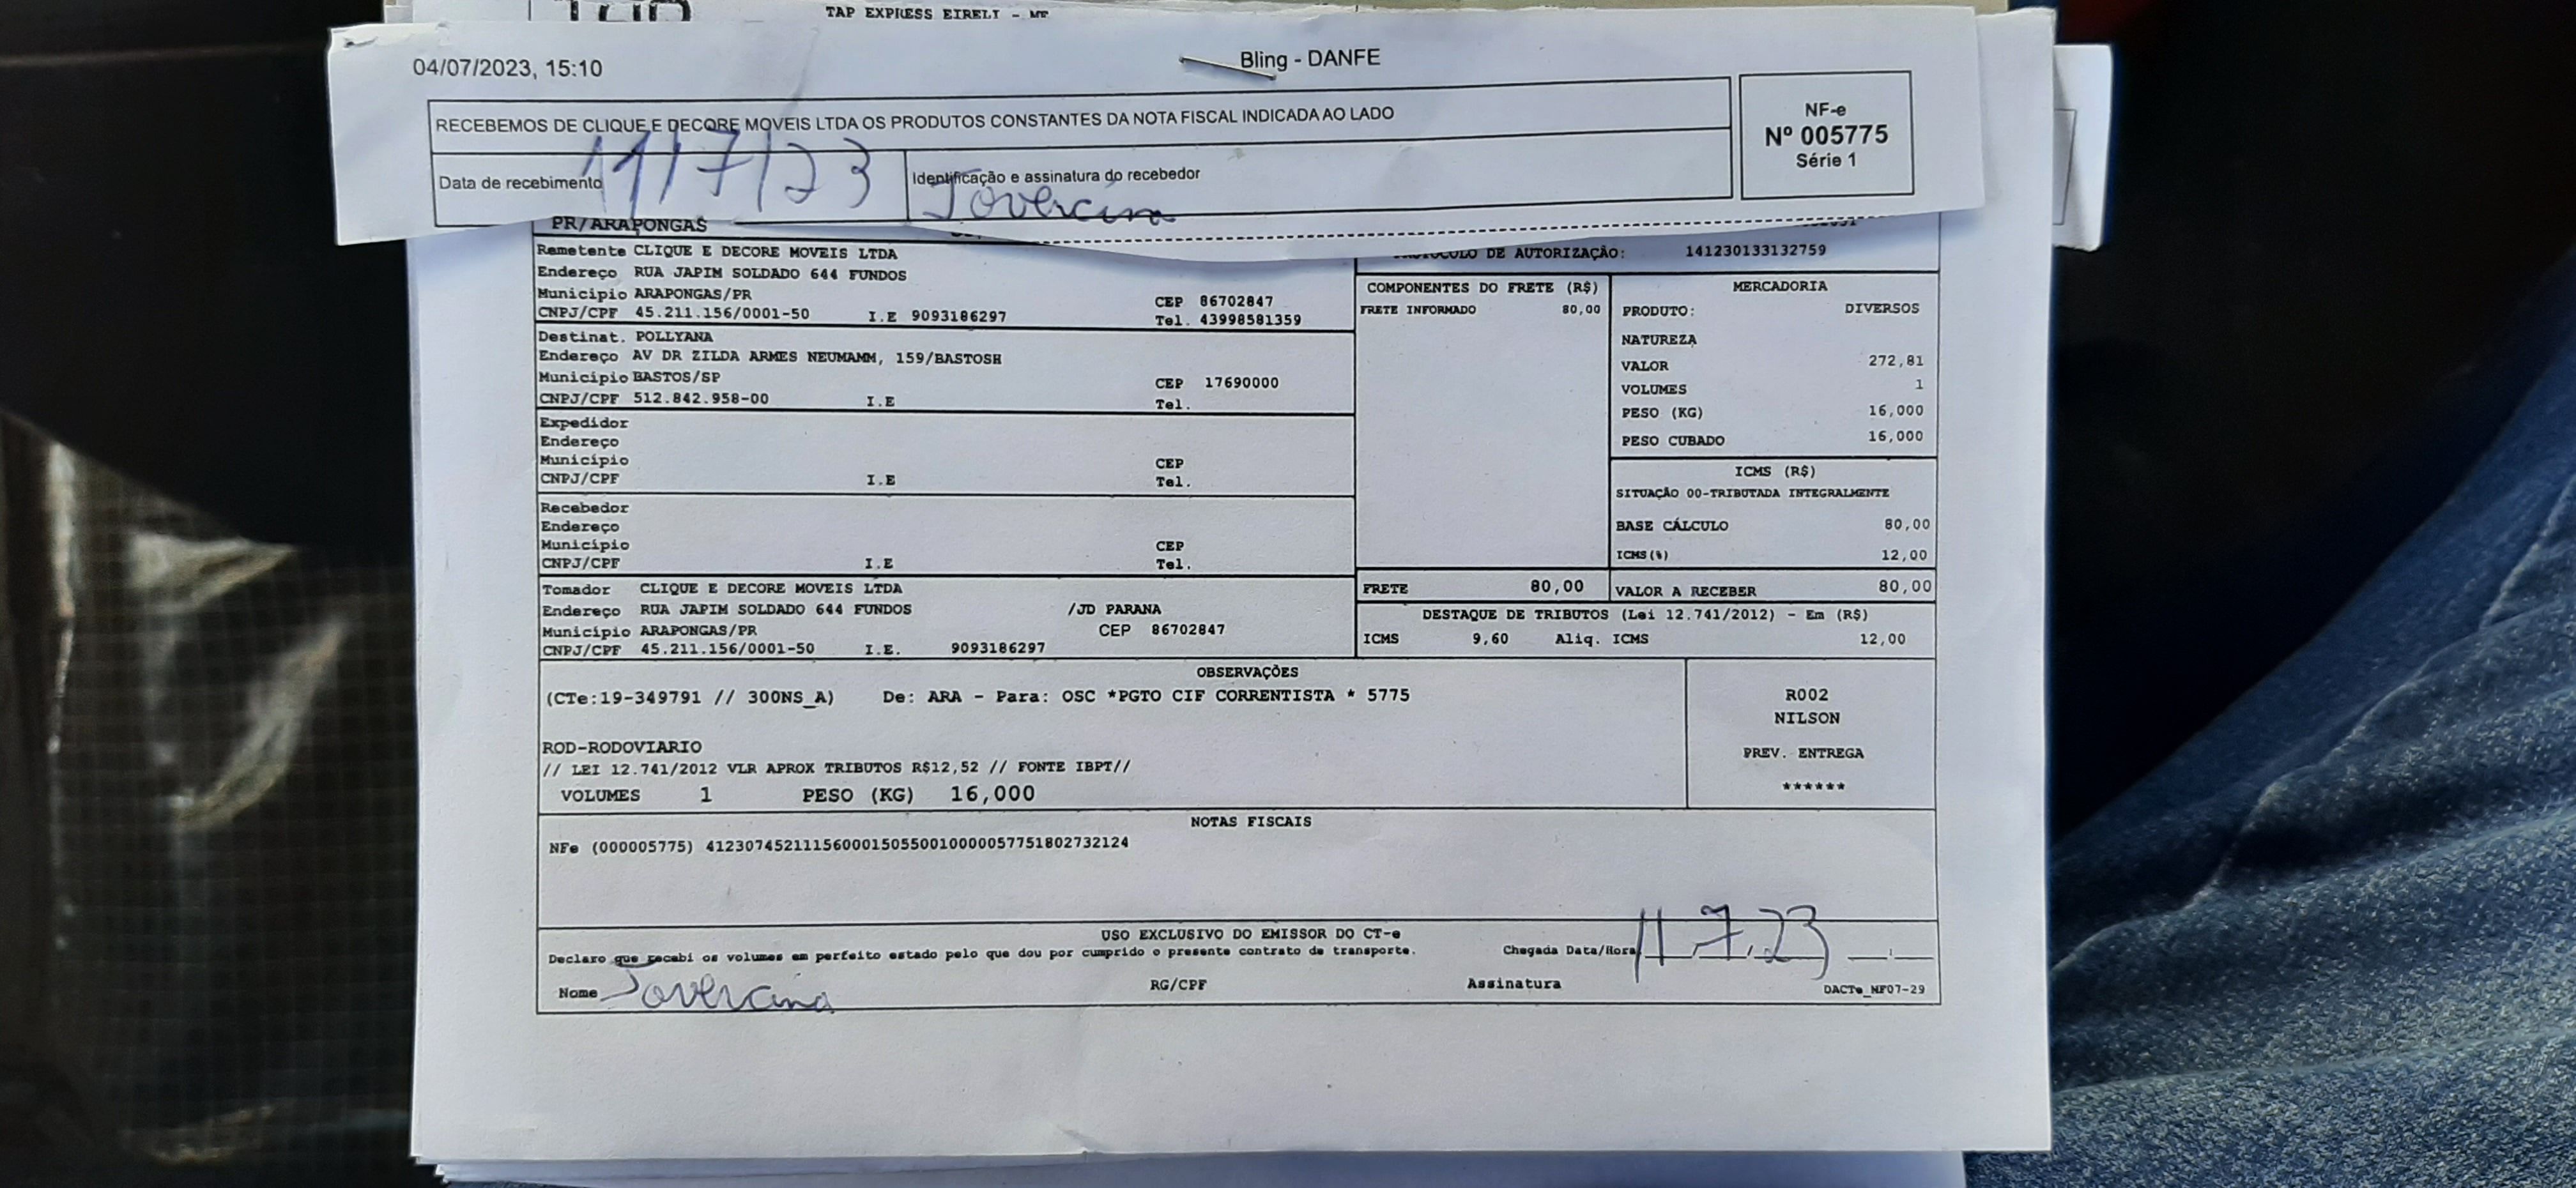 TAP EXPRESS EIRELI - ME
04/07/2023, 15:10
Bling - DANFE
RECEBEMOS DE CLIQUE E DECORE MOVEIS LTDA OS PRODUTOS CONSTANTES DA NOTA FISCAL INDICADA AO LADO
NF-e
Nº 005775
Série 1
Data de recebimento 11/7/23
Identificação e assinatura do recebedor
Jovercina
PR/ARAPONGAS
Remetente CLIQUE E DECORE MOVEIS LTDA
Endereço RUA JAPIM SOLDADO 644 FUNDOS
Municipio ARAPONGAS/PR CEP 86702847
CNPJ/CPF 45.211.156/0001-50 I.E 9093186297 Tel. 43998581359
Destinat. POLLYANA
Endereço AV DR ZILDA ARMES NEUMAMM, 159/BASTOSH
Municipio BASTOS/SP CEP 17690000
CNPJ/CPF 512.842.958-00 I.E Tel.
Expedidor
Endereço
Município CEP
CNPJ/CPF I.E Tel.
Recebedor
Endereço
Município CEP
CNPJ/CPF I.E Tel.
Tomador CLIQUE E DECORE MOVEIS LTDA
Endereço RUA JAPIM SOLDADO 644 FUNDOS /JD PARANA
Município ARAPONGAS/PR CEP 86702847
CNPJ/CPF 45.211.156/0001-50 I.E. 9093186297
DE AUTORIZAÇÃO: 141230133132759
COMPONENTES DO FRETE (R$)
FRETE INFORMADO 80,00
MERCADORIA
PRODUTO: DIVERSOS
NATUREZA
VALOR 272,81
VOLUMES 1
PESO (KG) 16,000
PESO CUBADO 16,000
ICMS (R$)
SITUAÇÃO 00-TRIBUTADA INTEGRALMENTE
BASE CÁLCULO 80,00
ICMS(%) 12,00
FRETE 80,00 VALOR A RECEBER 80,00
DESTAQUE DE TRIBUTOS (Lei 12.741/2012) - Em (R$)
ICMS 9,60 Aliq. ICMS 12,00
OBSERVAÇÕES
(CTe:19-349791 // 300NS_A) De: ARA - Para: OSC *PGTO CIF CORRENTISTA * 5775
ROD-RODOVIARIO
// LEI 12.741/2012 VLR APROX TRIBUTOS R$12,52 // FONTE IBPT//
VOLUMES 1 PESO (KG) 16,000
R002
NILSON
PREV. ENTREGA
******
NOTAS FISCAIS
NFe (000005775) 41230745211156000150550010000057751802732124
USO EXCLUSIVO DO EMISSOR DO CT-e
Declaro que recebi os volumes em perfeito estado pelo que dou por cumprido o presente contrato de transporte. Chegada Data/Hora 11/7/23
Nome Jovercina RG/CPF Assinatura
DACTe_NF07-29